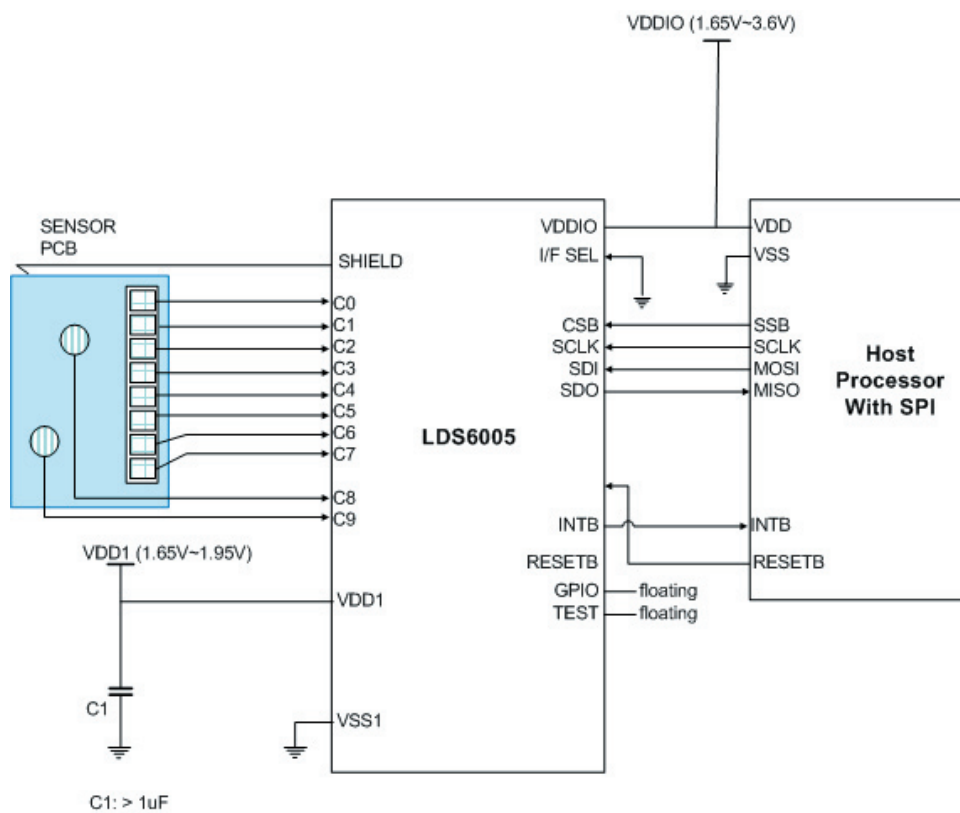 VDDIO (1.65V~3.6V)
SENSOR
PCB
SHIELD
C0
C1
C2
C3
C4
C5
C6
C7
C8
C9
VDD1 (1.65V~1.95V)
VDD1
C1
VSS1
C1: > 1uF
LDS6005
VDDIO
I/F SEL
CSB
SCLK
SDI
SDO
INTB
RESETB
GPIO
TEST
floating
floating
VDD
VSS
SSB
SCLK
MOSI
MISO
INTB
RESETB
Host
Processor
With SPI